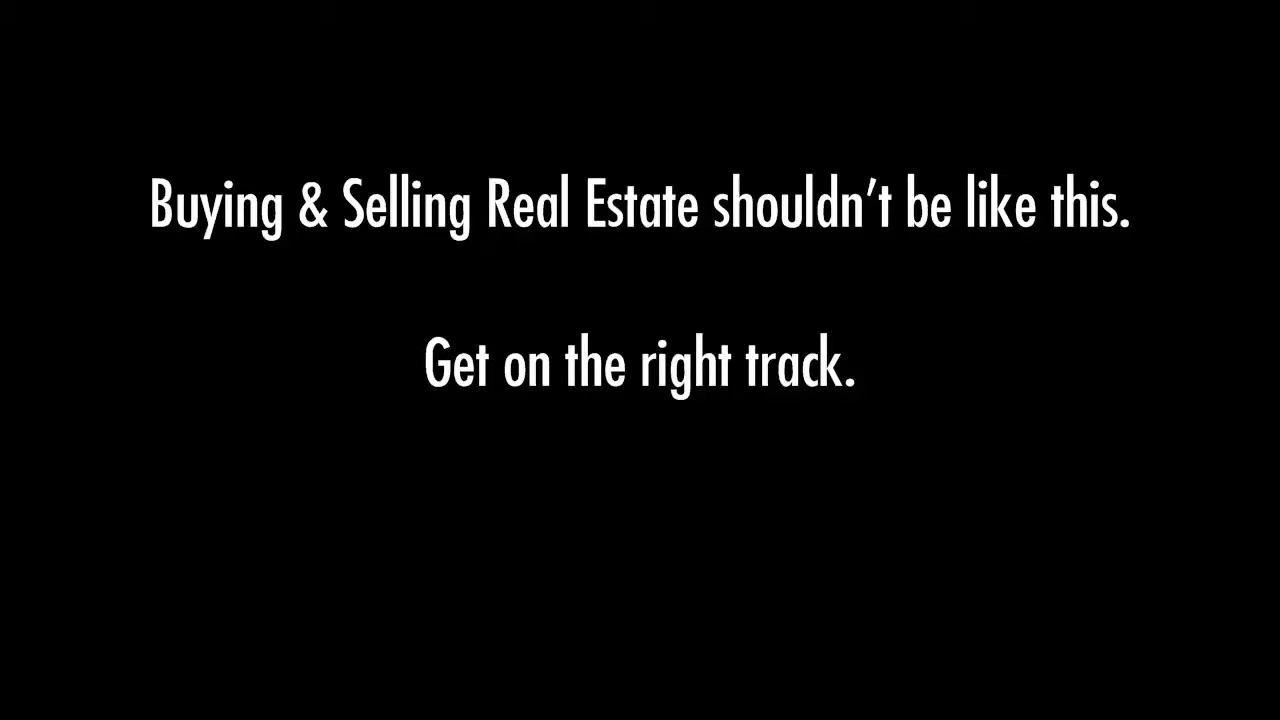 Buying & Selling Real Estate shouldn’t be like this.
Get on the right track.